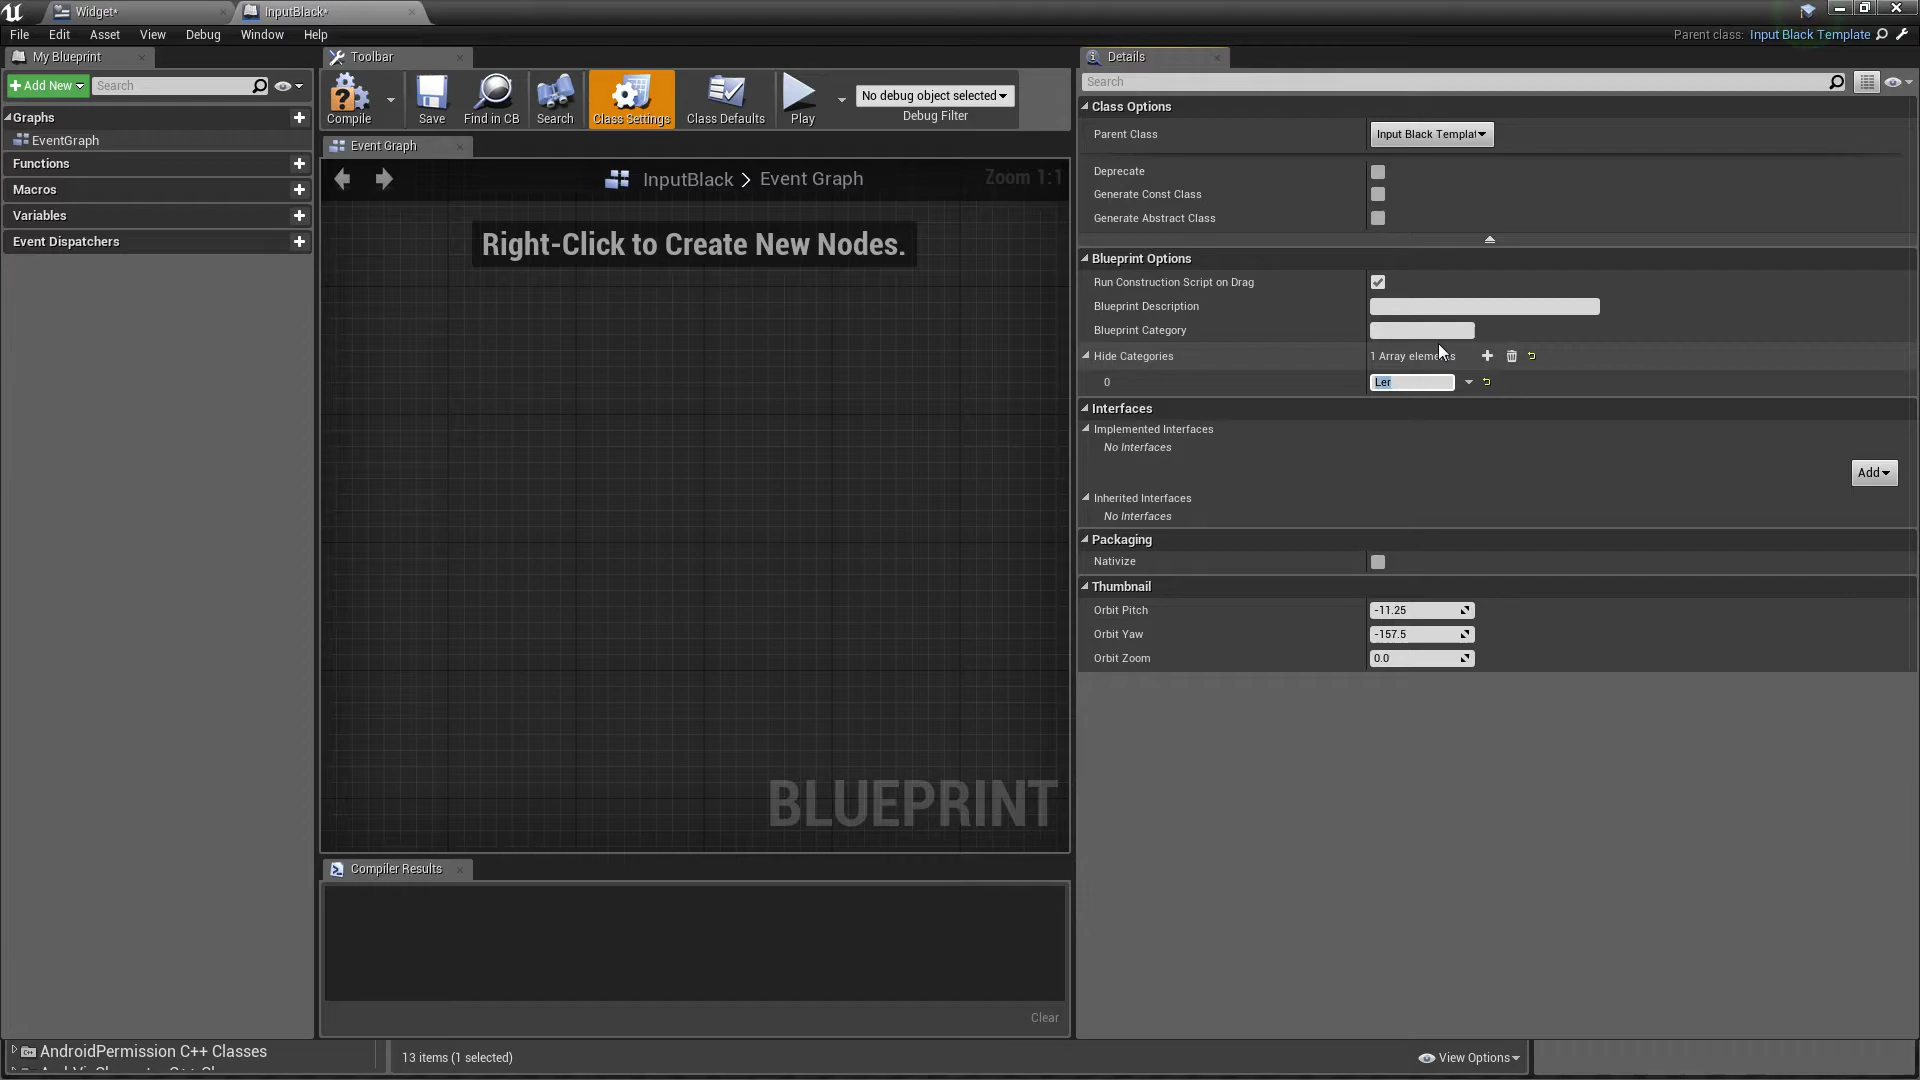 Widget*
InputBlack*
File Edit Asset View Debug Window Help
Parent class: Input Black Template
My Blueprint
Add New
Search
Graphs
EventGraph
Functions
Macros
Variables
Event Dispatchers
Toolbar
Compile
Save
Find in CB
Search
Class Settings
Class Defaults
Play
No debug object selected
Debug Filter
Event Graph
InputBlack > Event Graph
Zoom 1:1
Right-Click to Create New Nodes.
BLUEPRINT
Compiler Results
Clear
Details
Search
Class Options
Parent Class
Input Black Templat
Deprecate
Generate Const Class
Generate Abstract Class
Blueprint Options
Run Construction Script on Drag
Blueprint Description
Blueprint Category
Hide Categories
1 Array elements
0
Ler
Interfaces
Implemented Interfaces
No Interfaces
Add
Inherited Interfaces
No Interfaces
Packaging
Nativize
Thumbnail
Orbit Pitch
-11.25
Orbit Yaw
-157.5
Orbit Zoom
0.0
AndroidPermission C++ Classes
13 items (1 selected)
View Options